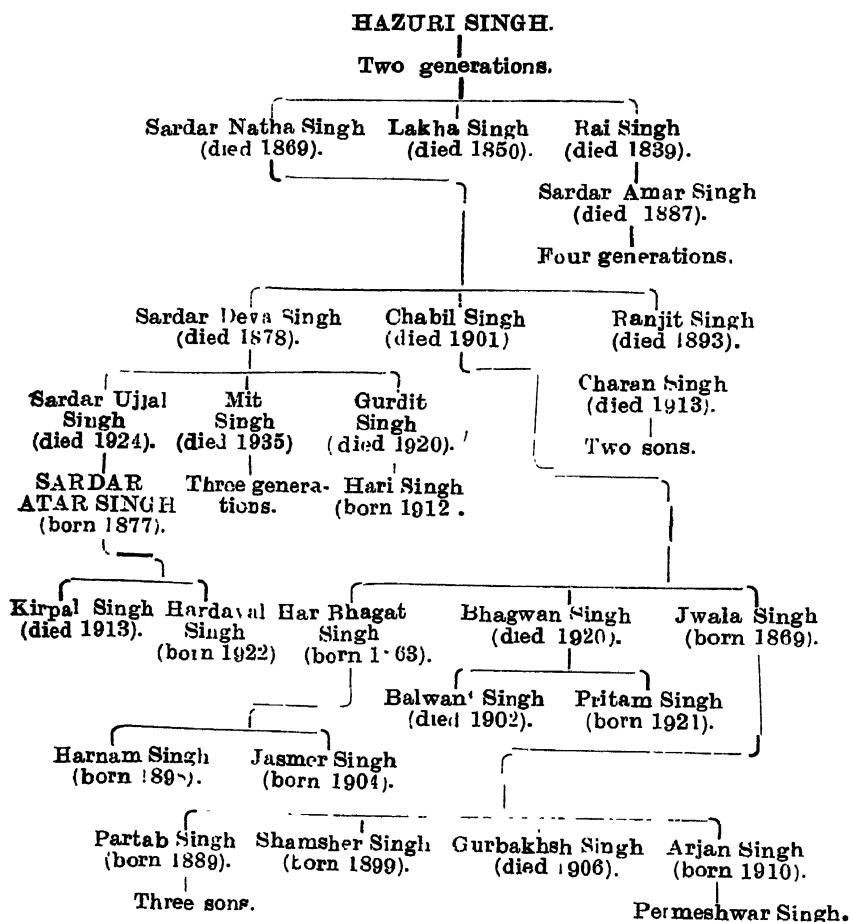 HAZURI SINGH.
Two generations.
Sardar Natha Singh Lakha Singh Rai Singh
(died 1869). (died 1850). (died 1839).
Sardar Amar Singh
(died 1887).
Four generations.
Sardar Deva Singh Chabil Singh Ranjit Singh
(died 1878). (died 1901) (died 1893).
Sardar Ujjal Mit Gurdit Charan Singh
Singh Singh Singh (died 1913).
(died 1924). (died 1935) (died 1920). Two sons.
SARDAR Three genera- Hari Singh
ATAR SINGH tions. (born 1912.
(born 1877).
Kirpal Singh Hardayal Har Bhagat Bhagwan Singh Jwala Singh
(died 1913). Singh Singh (died 1920). (born 1869).
(born 1922) (born
Balwant Singh Pritam Singh
(died 1902). (born 1921).
Harnam Singh Jasmer Singh
(born (born 1904).
Partab Singh Shamsher Singh Gurbakhsh Singh Arjan Singh
(born 1889). (born 1899). (died 1906). (born 1910).
Three sons. Permeshwar Singh.